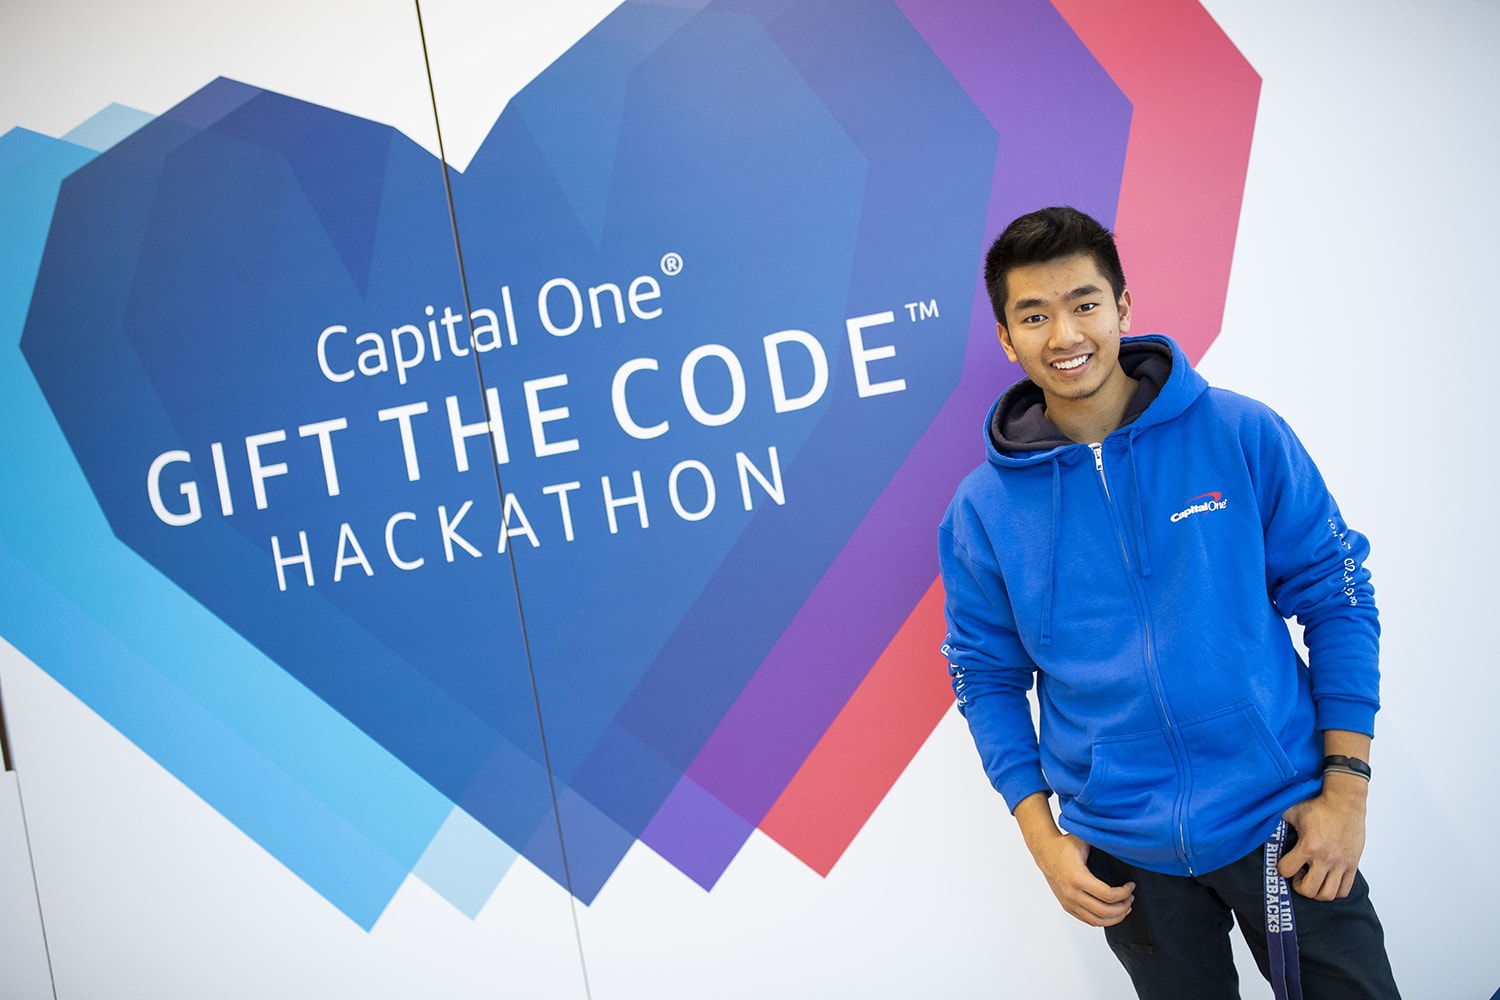 Capital One®
GIFT THE CODE™
HACKATHON
Capital One®
RIDGEBACKS